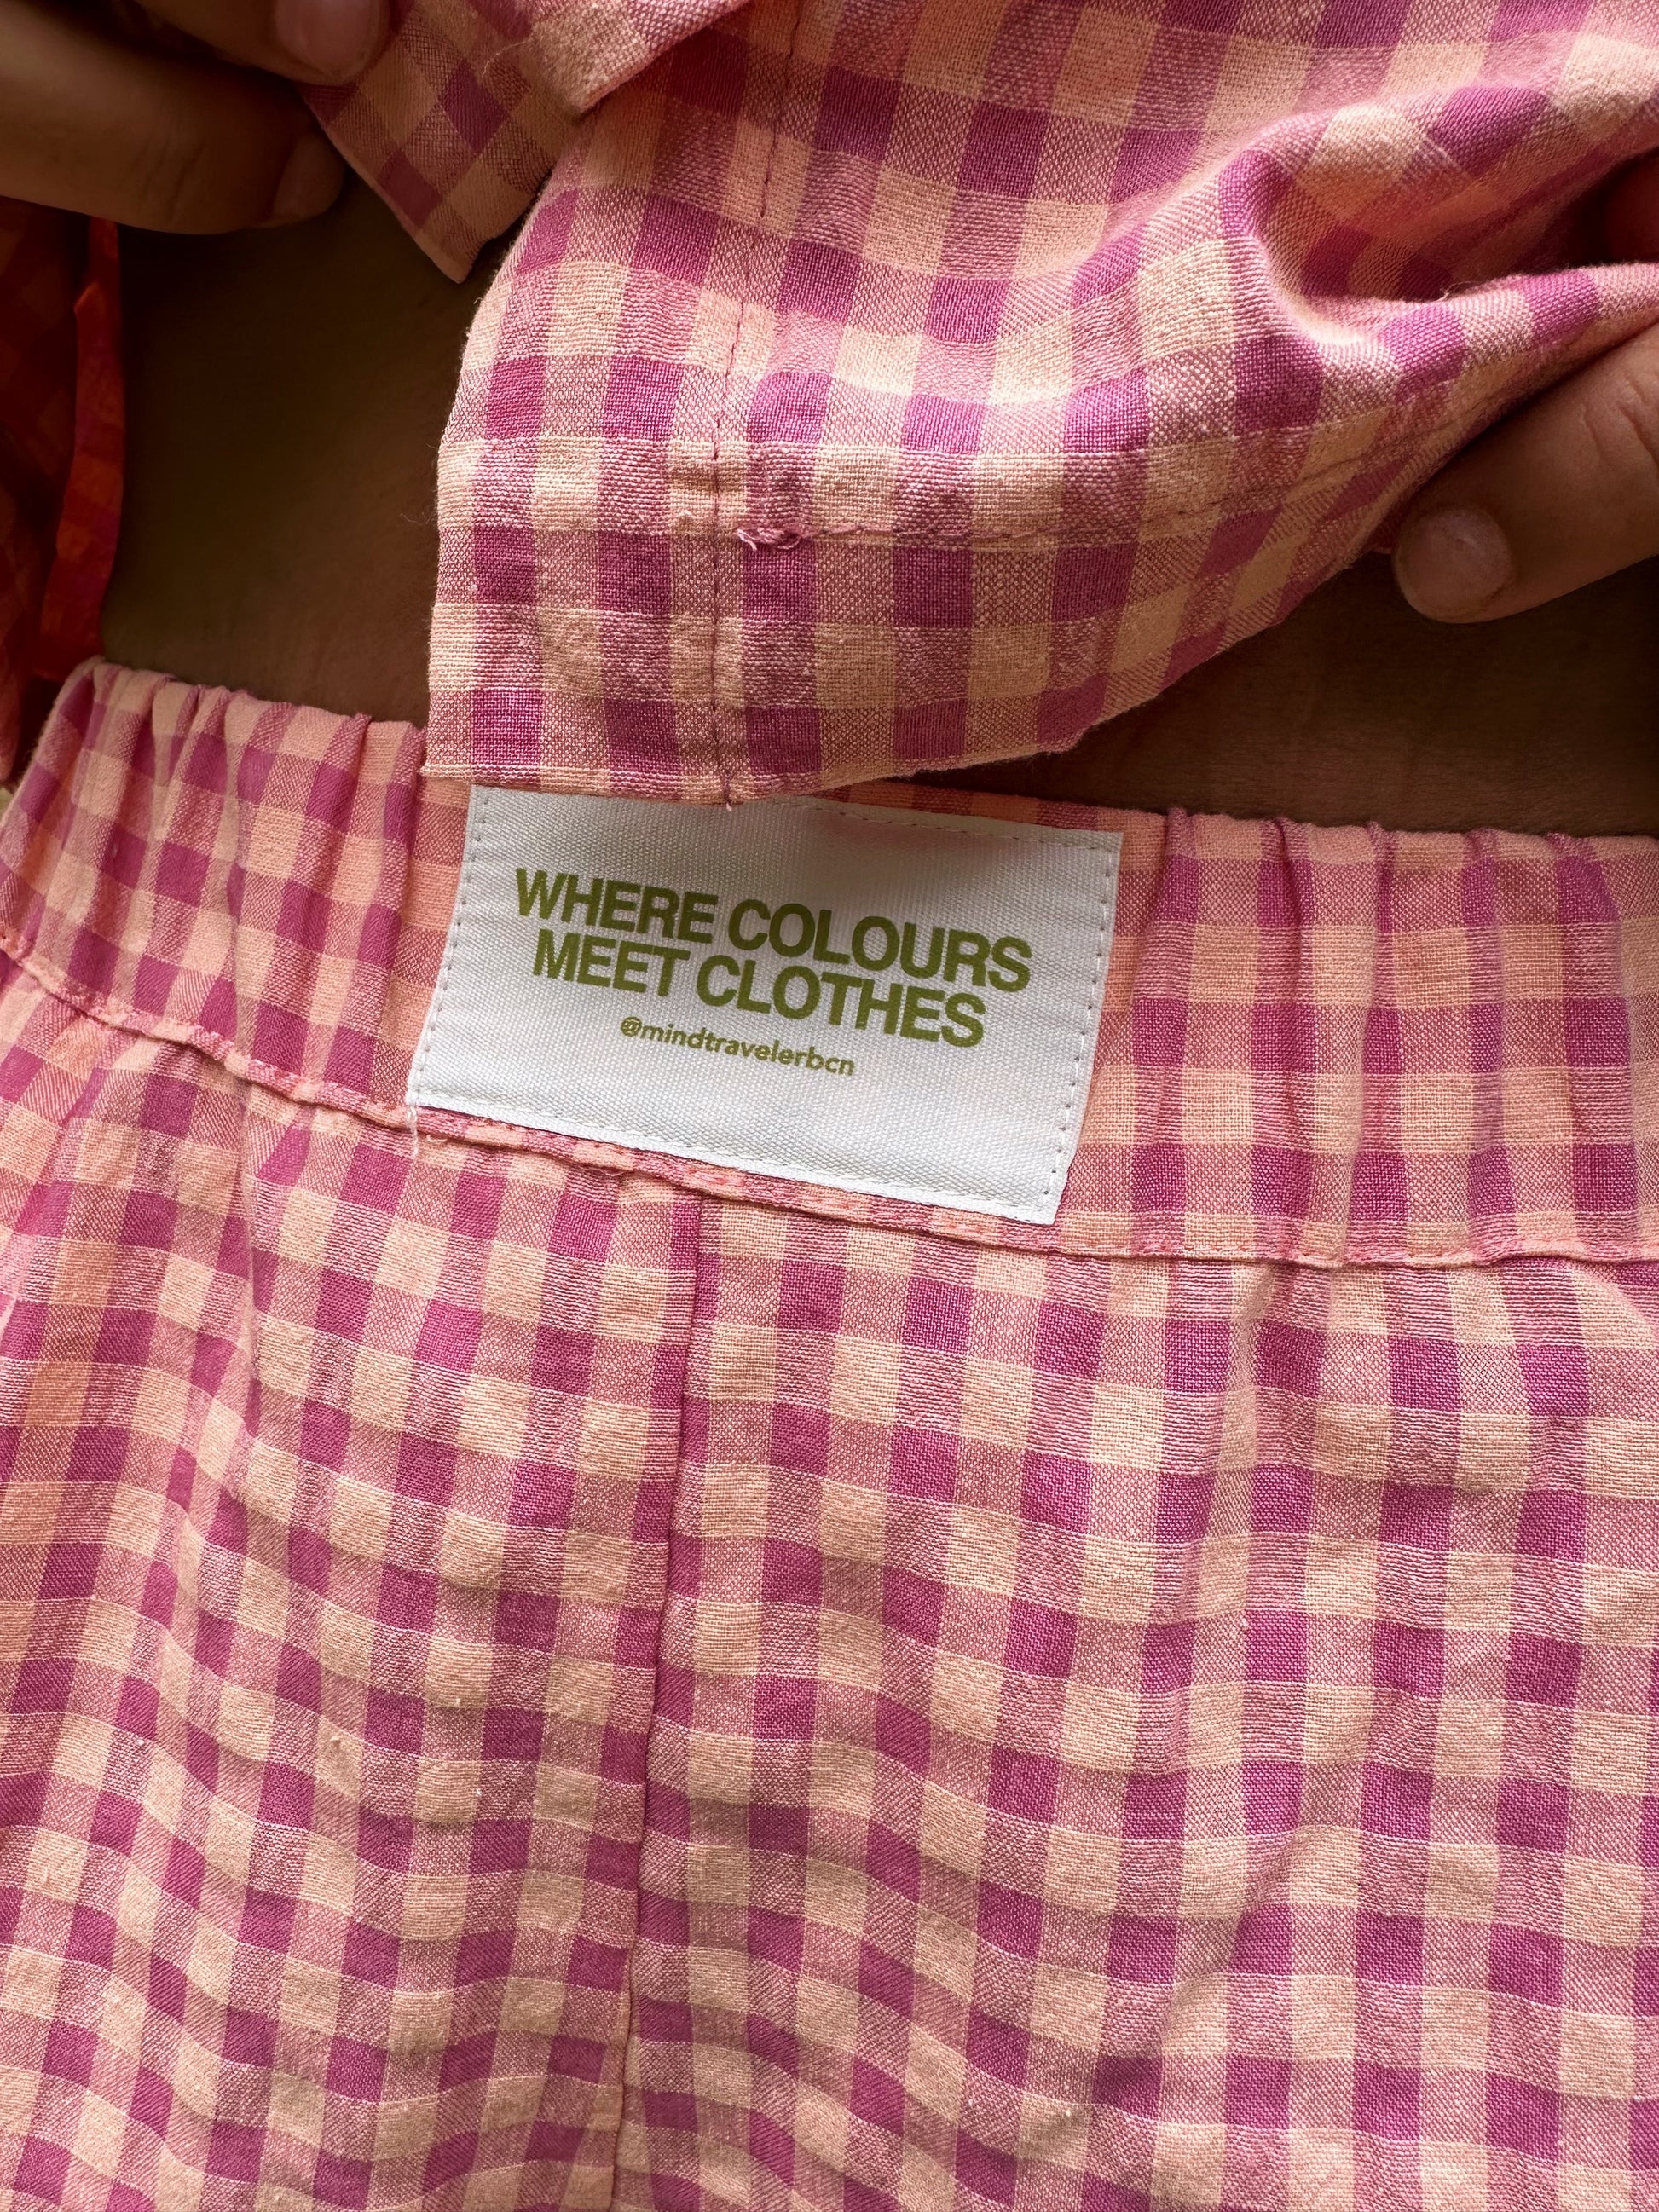 WHERE COLOURS
MEET CLOTHES
@mindtravelerbcn